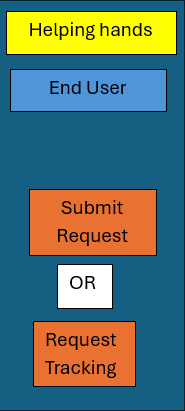 Helping hands
End User
Submit
Request
OR
Request
Tracking